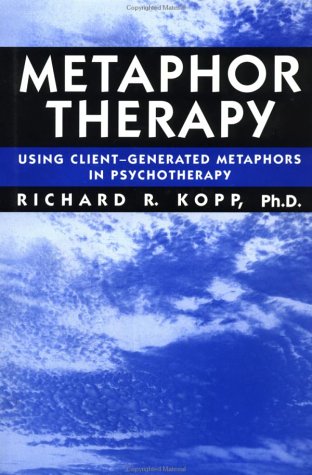 METAPHOR
THERAPY
USING CLIENT-GENERATED METAPHORS
IN PSYCHOTHERAPY
RICHARD R. KOPP, Ph.D.